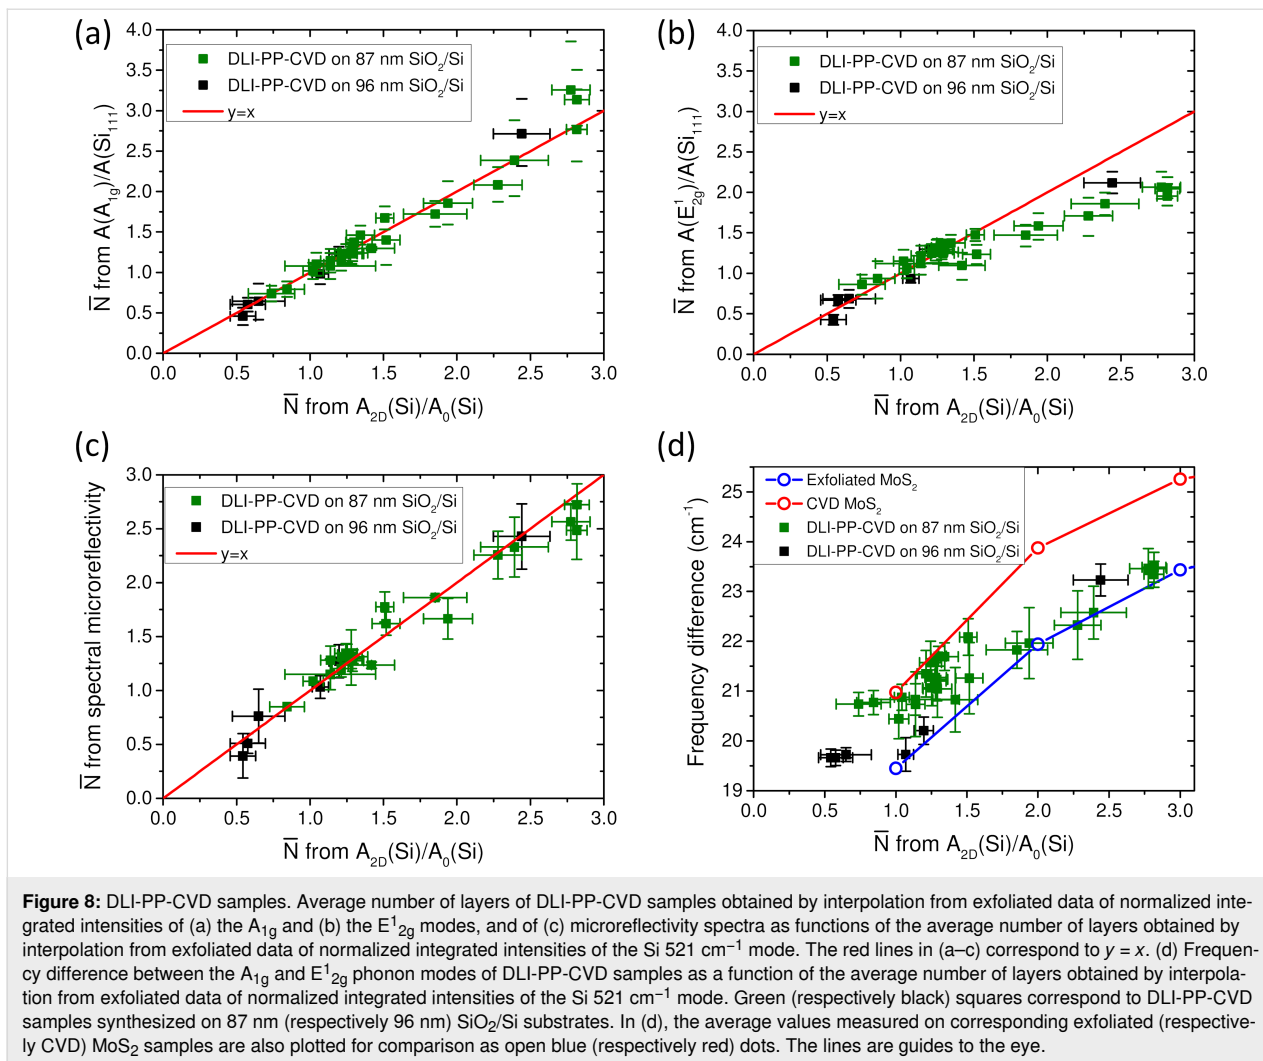 (a)
4.0
3.5
3.0
2.5
2.0
1.5
1.0
0.5
0.0
N̅ from A(A₁g)/A(Si₁₁₁)
DLI-PP-CVD on 87 nm SiO₂/Si
DLI-PP-CVD on 96 nm SiO₂/Si
y=x
0.0 0.5 1.0 1.5 2.0 2.5 3.0
N̅ from A₂D(Si)/A₀(Si)
(b)
4.0
3.5
3.0
2.5
2.0
1.5
1.0
0.5
0.0
N̅ from A(E¹₂g)/A(Si₁₁₁)
DLI-PP-CVD on 87 nm SiO₂/Si
DLI-PP-CVD on 96 nm SiO₂/Si
y=x
0.0 0.5 1.0 1.5 2.0 2.5 3.0
N̅ from A₂D(Si)/A₀(Si)
(c)
3.0
2.5
2.0
1.5
1.0
0.5
0.0
N̅ from spectral microreflectivity
DLI-PP-CVD on 87 nm SiO₂/Si
DLI-PP-CVD on 96 nm SiO₂/Si
y=x
0.0 0.5 1.0 1.5 2.0 2.5 3.0
N̅ from A₂D(Si)/A₀(Si)
(d)
25
24
23
22
21
20
19
Frequency difference (cm⁻¹)
Exfoliated MoS₂
CVD MoS₂
DLI-PP-CVD on 87 nm SiO₂/Si
DLI-PP-CVD on 96 nm SiO₂/Si
0.0 0.5 1.0 1.5 2.0 2.5 3.0
N̅ from A₂D(Si)/A₀(Si)
Figure 8: DLI-PP-CVD samples. Average number of layers of DLI-PP-CVD samples obtained by interpolation from exfoliated data of normalized inte-
grated intensities of (a) the A₁g and (b) the E¹₂g modes, and of (c) microreflectivity spectra as functions of the average number of layers obtained by
interpolation from exfoliated data of normalized integrated intensities of the Si 521 cm⁻¹ mode. The red lines in (a–c) correspond to y = x. (d) Frequen-
cy difference between the A₁g and E¹₂g phonon modes of DLI-PP-CVD samples as a function of the average number of layers obtained by interpola-
tion from exfoliated data of normalized integrated intensities of the Si 521 cm⁻¹ mode. Green (respectively black) squares correspond to DLI-PP-CVD
samples synthesized on 87 nm (respectively 96 nm) SiO₂/Si substrates. In (d), the average values measured on corresponding exfoliated (respective-
ly CVD) MoS₂ samples are also plotted for comparison as open blue (respectively red) dots. The lines are guides to the eye.